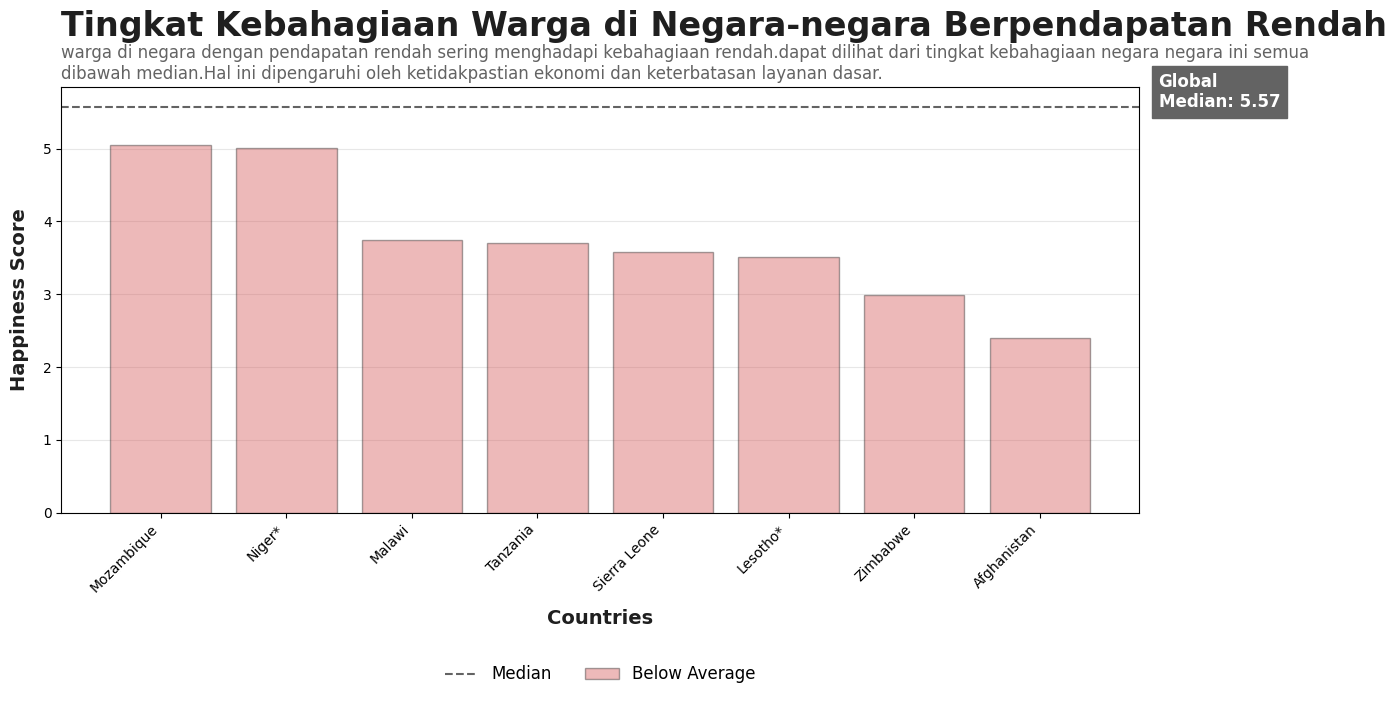 Tingkat Kebahagiaan Warga di Negara-negara Berpendapatan Rendah
warga di negara dengan pendapatan rendah sering menghadapi kebahagiaan rendah.dapat dilihat dari tingkat kebahagiaan negara negara ini semua
dibawah median.Hal ini dipengaruhi oleh ketidakpastian ekonomi dan keterbatasan layanan dasar.
Global
Median: 5.57
Happiness Score
5
4
3
2
1
0
Mozambique
Niger*
Malawi
Tanzania
Sierra Leone
Lesotho*
Zimbabwe
Afghanistan
Countries
Median
Below Average